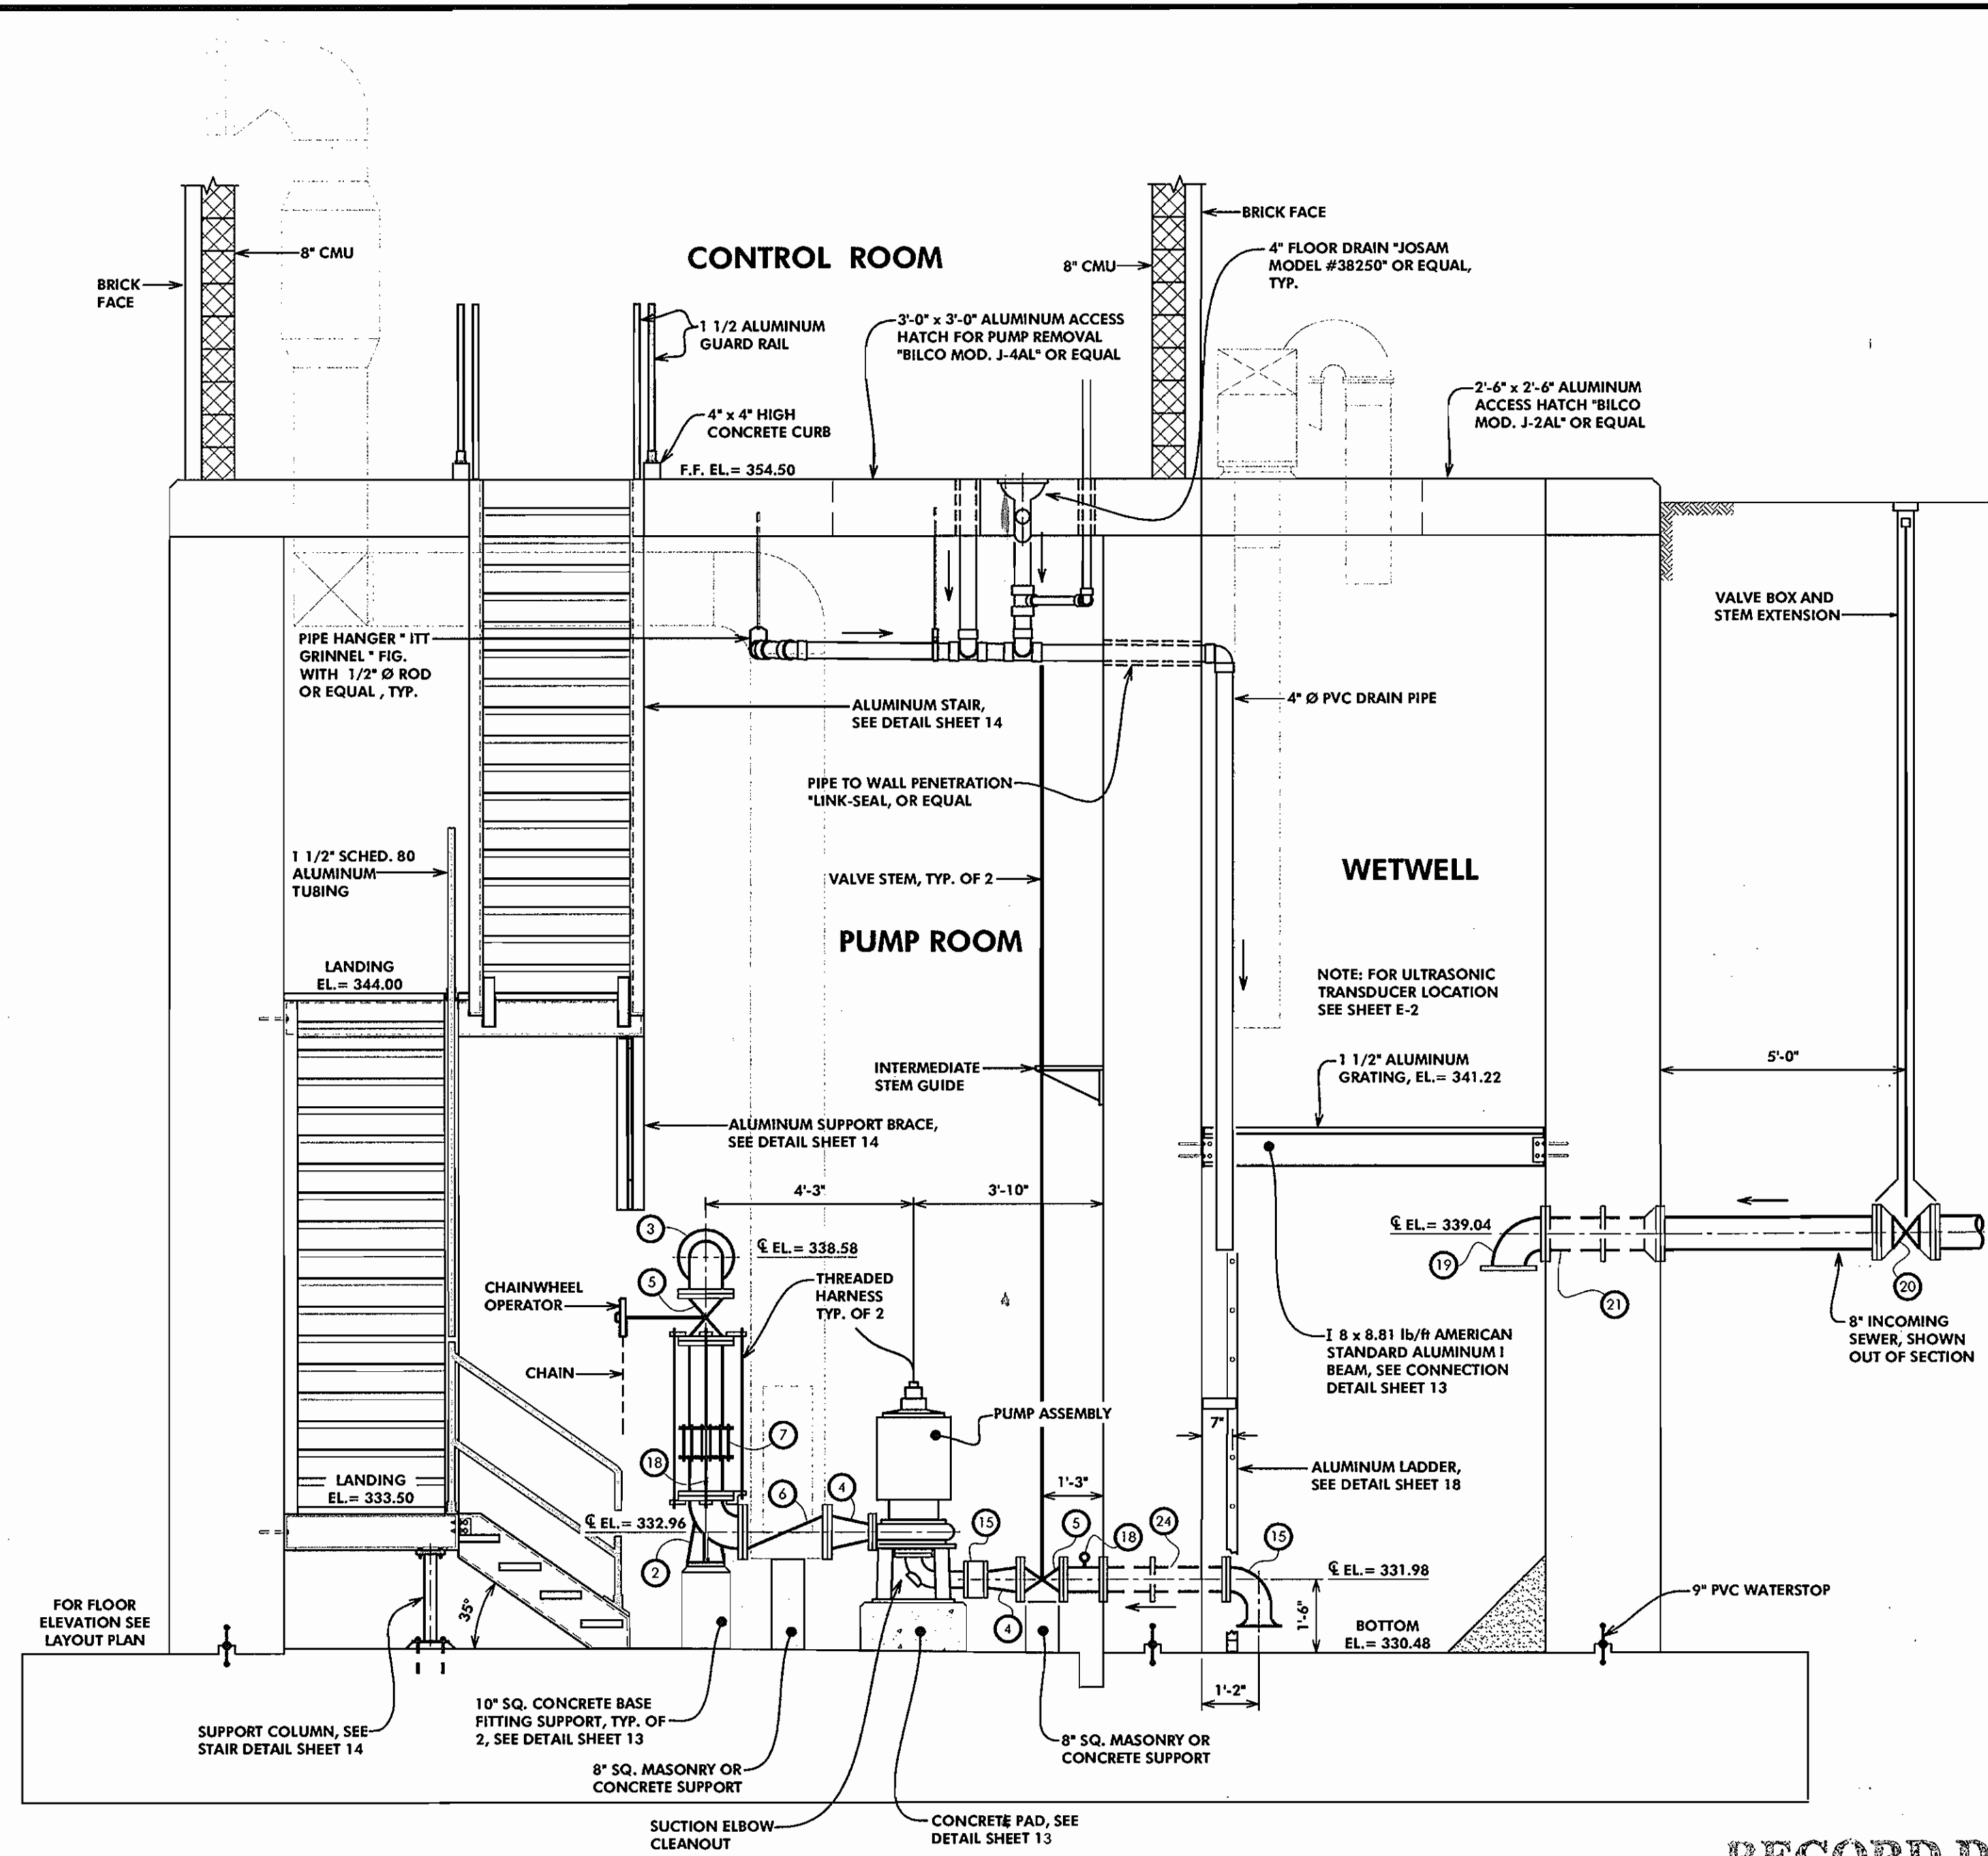 CONTROL ROOM
BRICK FACE
4" FLOOR DRAIN "JOSAM
MODEL #38250" OR EQUAL,
TYP.
8" CMU
8" CMU
BRICK
FACE
1 1/2 ALUMINUM
GUARD RAIL
3'-0" x 3'-0" ALUMINUM ACCESS
HATCH FOR PUMP REMOVAL
"BILCO MOD. J-4AL" OR EQUAL
2'-6" x 2'-6" ALUMINUM
ACCESS HATCH "BILCO
MOD. J-2AL" OR EQUAL
4" x 4" HIGH
CONCRETE CURB
F.F. EL.= 354.50
VALVE BOX AND
STEM EXTENSION
PIPE HANGER " ITT
GRINNEL " FIG.
WITH 1/2" Ø ROD
OR EQUAL , TYP.
ALUMINUM STAIR,
SEE DETAIL SHEET 14
4" Ø PVC DRAIN PIPE
PIPE TO WALL PENETRATION
"LINK-SEAL, OR EQUAL
1 1/2" SCHED. 80
ALUMINUM
TUBING
VALVE STEM, TYP. OF 2
WETWELL
PUMP ROOM
LANDING
EL.= 344.00
NOTE: FOR ULTRASONIC
TRANSDUCER LOCATION
SEE SHEET E-2
INTERMEDIATE
STEM GUIDE
1 1/2" ALUMINUM
GRATING, EL.= 341.22
5'-0"
ALUMINUM SUPPORT BRACE,
SEE DETAIL SHEET 14
4'-3"
3'-10"
3
℄ EL.= 338.58
℄ EL.= 339.04
19
21
20
CHAINWHEEL
OPERATOR
5
THREADED
HARNESS
TYP. OF 2
8" INCOMING
SEWER, SHOWN
OUT OF SECTION
I 8 x 8.81 lb/ft AMERICAN
STANDARD ALUMINUM I
BEAM, SEE CONNECTION
DETAIL SHEET 13
CHAIN
PUMP ASSEMBLY
7"
7
18
ALUMINUM LADDER,
SEE DETAIL SHEET 18
LANDING
EL.= 333.50
1'-3"
6
4
℄ EL.= 332.96
15
5
18
24
15
2
℄ EL.= 331.98
9" PVC WATERSTOP
35°
4
1'-6"
BOTTOM
EL.= 330.48
FOR FLOOR
ELEVATION SEE
LAYOUT PLAN
1'-2"
10" SQ. CONCRETE BASE
FITTING SUPPORT, TYP. OF
2, SEE DETAIL SHEET 13
SUPPORT COLUMN, SEE
STAIR DETAIL SHEET 14
8" SQ. MASONRY OR
CONCRETE SUPPORT
8" SQ. MASONRY OR
CONCRETE SUPPORT
SUCTION ELBOW
CLEANOUT
CONCRETE PAD, SEE
DETAIL SHEET 13
RECORD